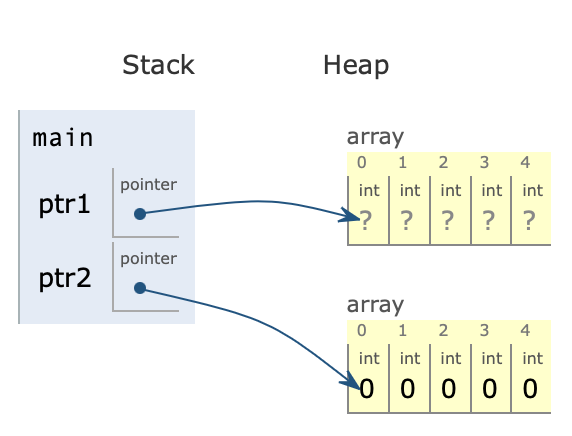 Stack Heap
main
ptr1 pointer
ptr2 pointer
array
0 1 2 3 4
int int int int int
? ? ? ? ?
array
0 1 2 3 4
int int int int int
0 0 0 0 0